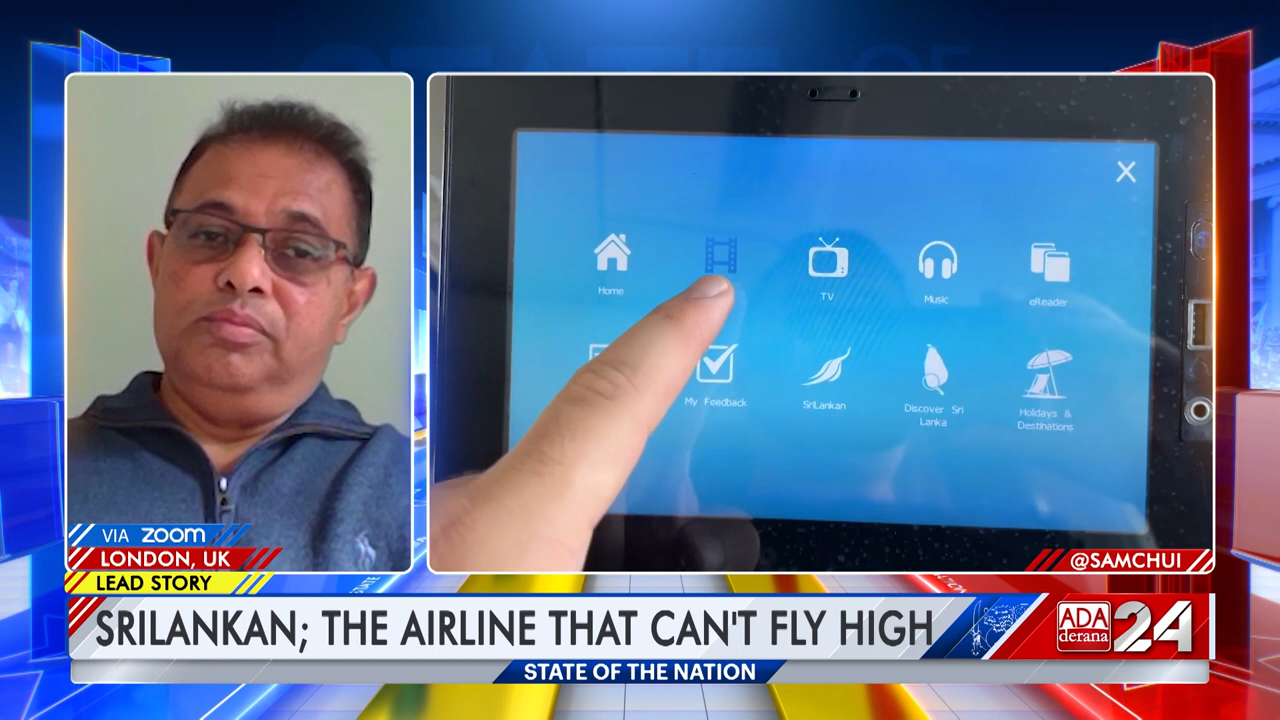 Home
TV
Music
eReader
My Feedback
SriLankan
Discover Sri
Lanka
Holidays &
Destinations
VIA zoom
LONDON, UK
@SAMCHUI
LEAD STORY
SRILANKAN; THE AIRLINE THAT CAN'T FLY HIGH
ADA
derana
24
STATE OF THE NATION